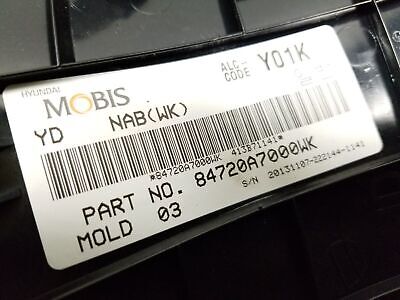 HYUNDAI
MOBIS
ALC-
CODE
Y01K
YD NAB(WK)
*84720A7000WK 413871141*
PART NO. 84720A7000WK
MOLD 03
S/N 20131107-222144-1141